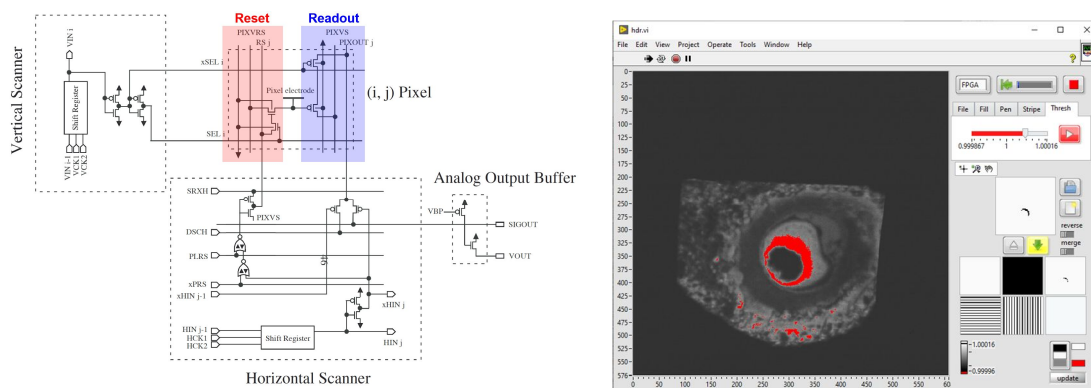 Reset
Readout
PIXVRS
RS j
PIXVS
PIXOUT j
Vertical Scanner
VIN i
xSEL i
Pixel electrode
(i, j) Pixel
Shift Register
SEL i
VIN i-1
VCK1
VCK2
Analog Output Buffer
SRXH
PIXVS
VBP
SIGOUT
DSCH
VOUT
PLRS
xPRS
xHIN j-1
xHIN j
HIN j-1
HCK1
HCK2
Shift Register
HIN j
Horizontal Scanner
hdr.vi
File Edit View Project Operate Tools Window Help
FPGA
File Fill Pen Stripe Thresh
0.999867 1 1.00016
reverse
merge
1.00016
0.99996
update
0
25
50
75
100
125
150
175
200
225
250
275
300
325
350
375
400
425
450
475
500
525
550
576
0 50 100 150 200 250 300 350 400 450 500 550 60